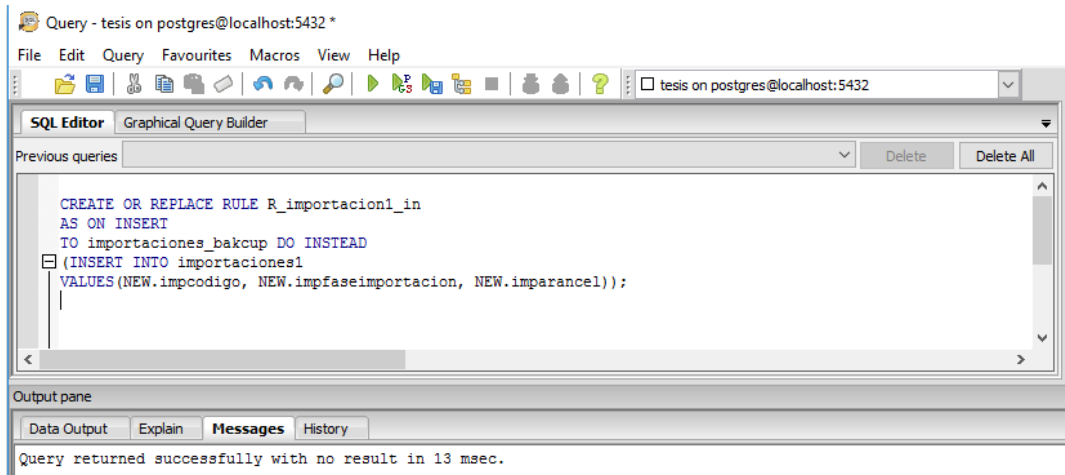 Query - tesis on postgres@localhost:5432 *
File Edit Query Favourites Macros View Help
tesis on postgres@localhost:5432
SQL Editor Graphical Query Builder
Previous queries Delete Delete All
CREATE OR REPLACE RULE R_importacion1_in
AS ON INSERT
TO importaciones_bakcup DO INSTEAD
(INSERT INTO importaciones1
VALUES(NEW.impcodigo, NEW.impfaseimportacion, NEW.imparancel));
Output pane
Data Output Explain Messages History
Query returned successfully with no result in 13 msec.